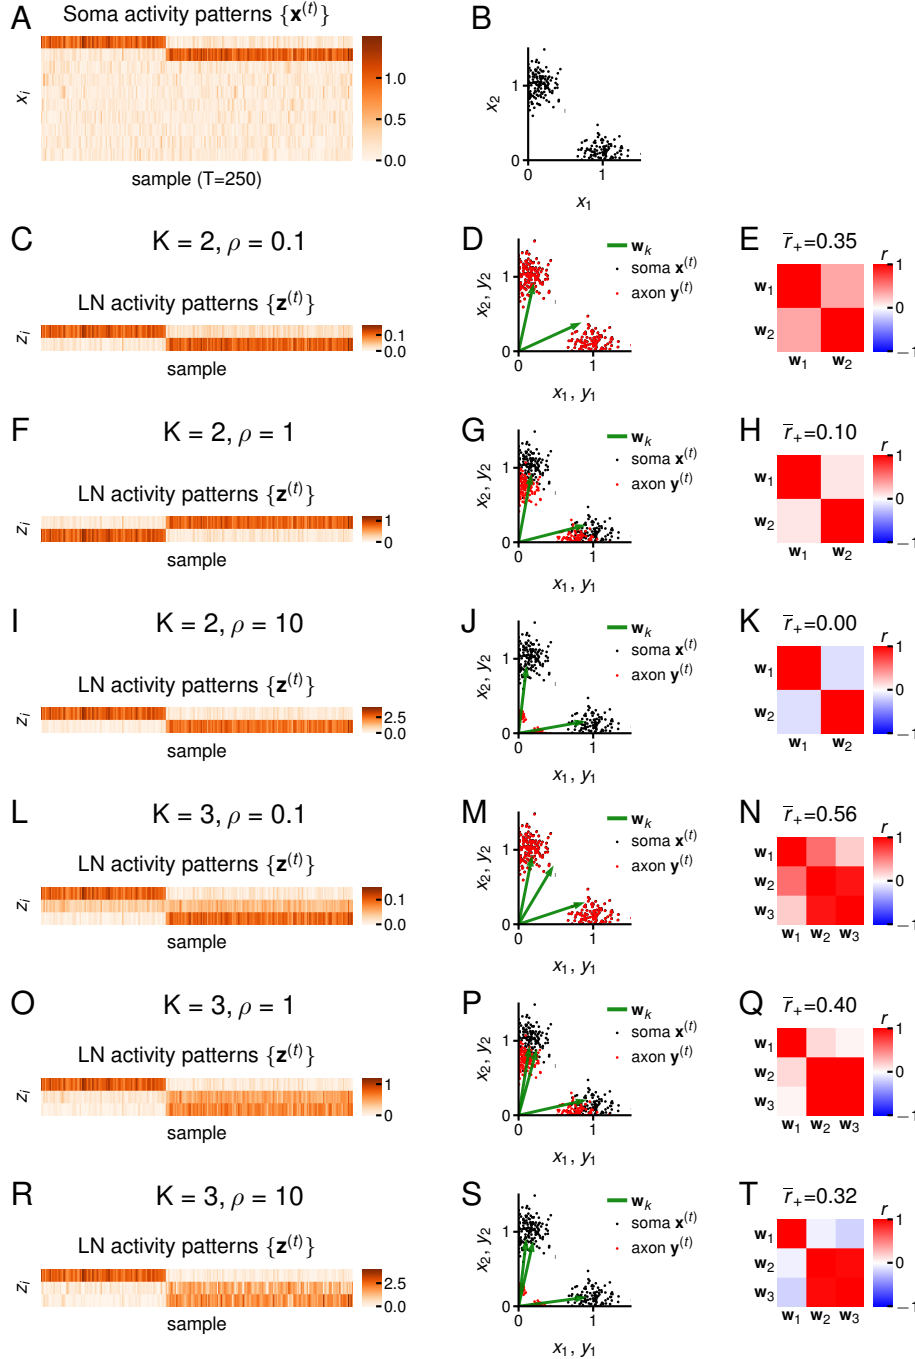 A Soma activity patterns {x^(t)}
x_i
1.0
0.5
0.0
sample (T=250)
B
x_2
1
0
0 1
x_1
C K = 2, ρ = 0.1
LN activity patterns {z^(t)}
z_i
0.1
0.0
sample
D
x_2, y_2
1
0
0 1
x_1, y_1
w_k
soma x^(t)
axon y^(t)
E r̅_+=0.35
w_1
w_2
w_1 w_2
r
1
0
−1
F K = 2, ρ = 1
LN activity patterns {z^(t)}
z_i
1
0
sample
G
x_2, y_2
1
0
0 1
x_1, y_1
w_k
soma x^(t)
axon y^(t)
H r̅_+=0.10
w_1
w_2
w_1 w_2
r
1
0
−1
I K = 2, ρ = 10
LN activity patterns {z^(t)}
z_i
2.5
0.0
sample
J
x_2, y_2
1
0
0 1
x_1, y_1
w_k
soma x^(t)
axon y^(t)
K r̅_+=0.00
w_1
w_2
w_1 w_2
r
1
0
−1
L K = 3, ρ = 0.1
LN activity patterns {z^(t)}
z_i
0.1
0.0
sample
M
x_2, y_2
1
0
0 1
x_1, y_1
w_k
soma x^(t)
axon y^(t)
N r̅_+=0.56
w_1
w_2
w_3
w_1 w_2 w_3
r
1
0
−1
O K = 3, ρ = 1
LN activity patterns {z^(t)}
z_i
1
0
sample
P
x_2, y_2
1
0
0 1
x_1, y_1
w_k
soma x^(t)
axon y^(t)
Q r̅_+=0.40
w_1
w_2
w_3
w_1 w_2 w_3
r
1
0
−1
R K = 3, ρ = 10
LN activity patterns {z^(t)}
z_i
2.5
0.0
sample
S
x_2, y_2
1
0
0 1
x_1, y_1
w_k
soma x^(t)
axon y^(t)
T r̅_+=0.32
w_1
w_2
w_3
w_1 w_2 w_3
r
1
0
−1